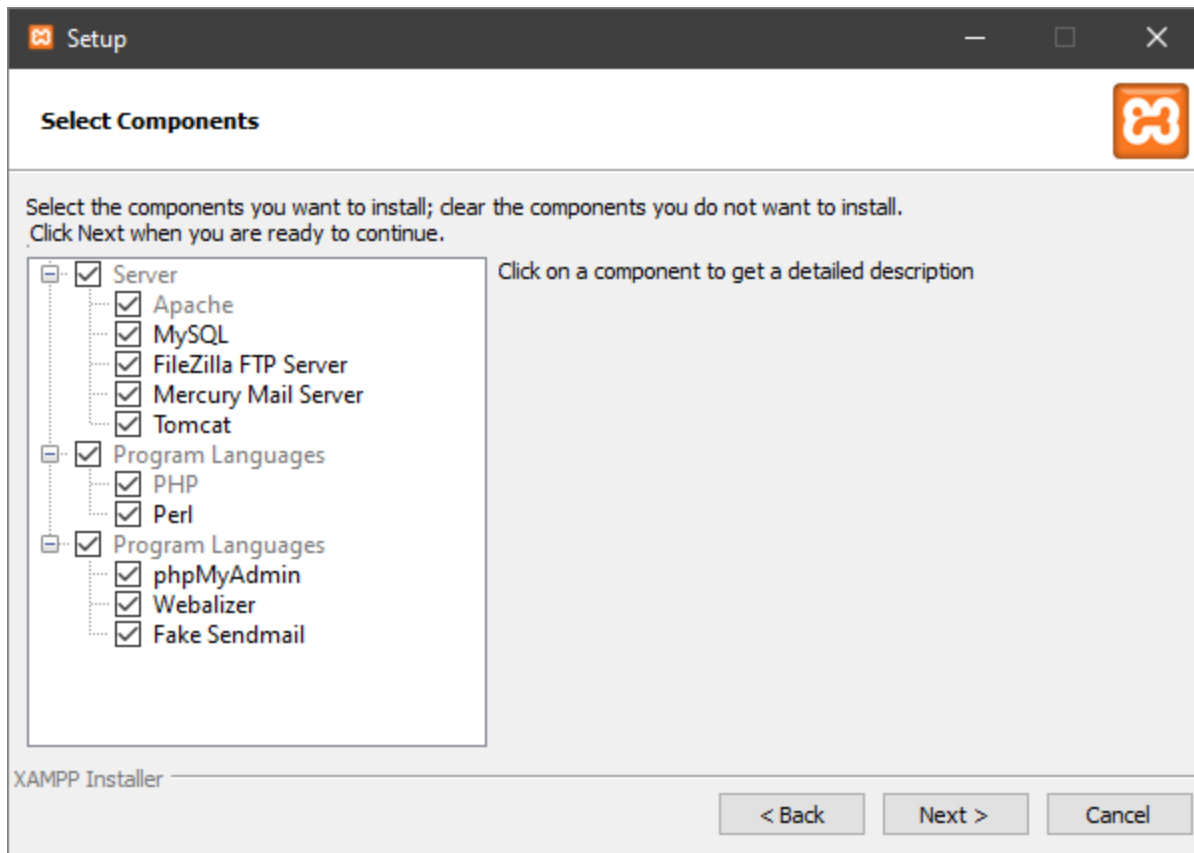 Setup
Select Components
Select the components you want to install; clear the components you do not want to install.
Click Next when you are ready to continue.
Server
Click on a component to get a detailed description
Apache
MySQL
FileZilla FTP Server
Mercury Mail Server
Tomcat
Program Languages
PHP
Perl
Program Languages
phpMyAdmin
Webalizer
Fake Sendmail
XAMPP Installer
< Back
Next >
Cancel